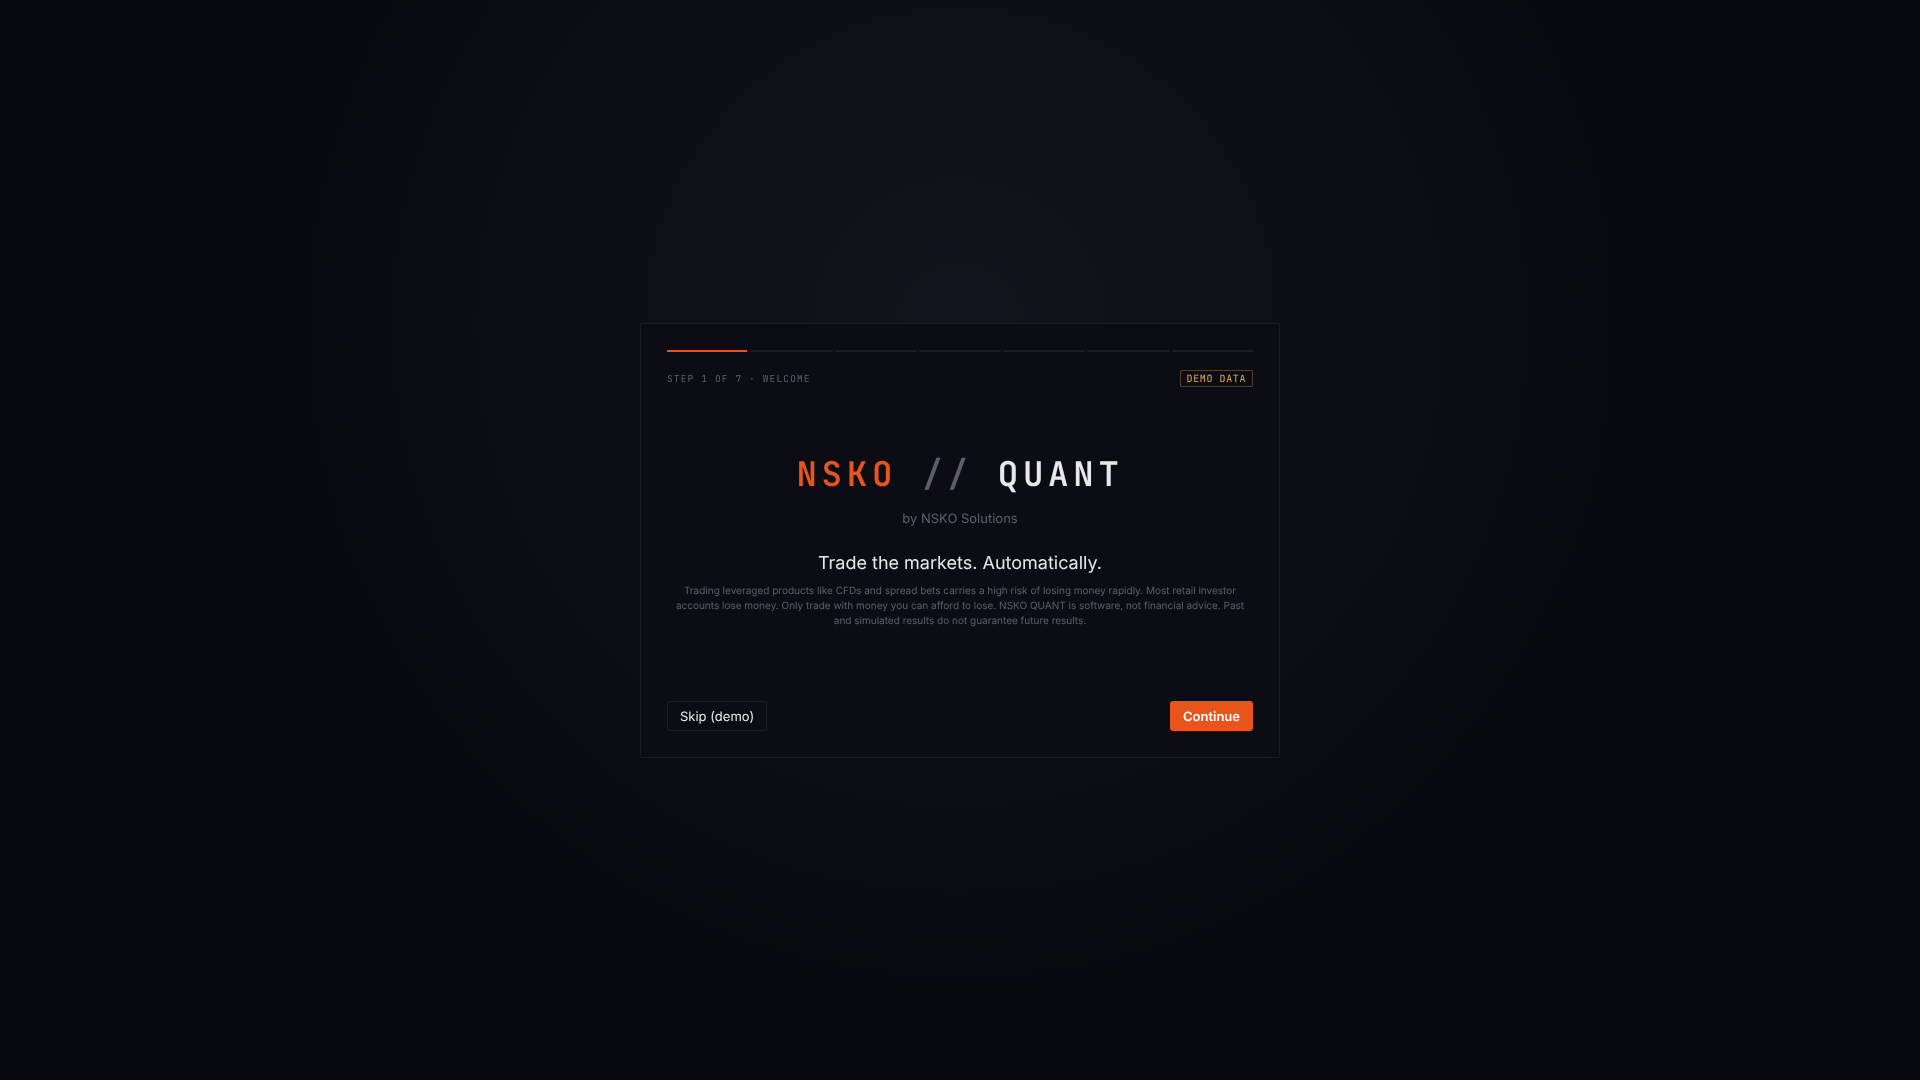 STEP 1 OF 7 · WELCOME
DEMO DATA
NSKO // QUANT
by NSKO Solutions
Trade the markets. Automatically.
Trading leveraged products like CFDs and spread bets carries a high risk of losing money rapidly. Most retail investor
accounts lose money. Only trade with money you can afford to lose. NSKO QUANT is software, not financial advice. Past
and simulated results do not guarantee future results.
Skip (demo)
Continue